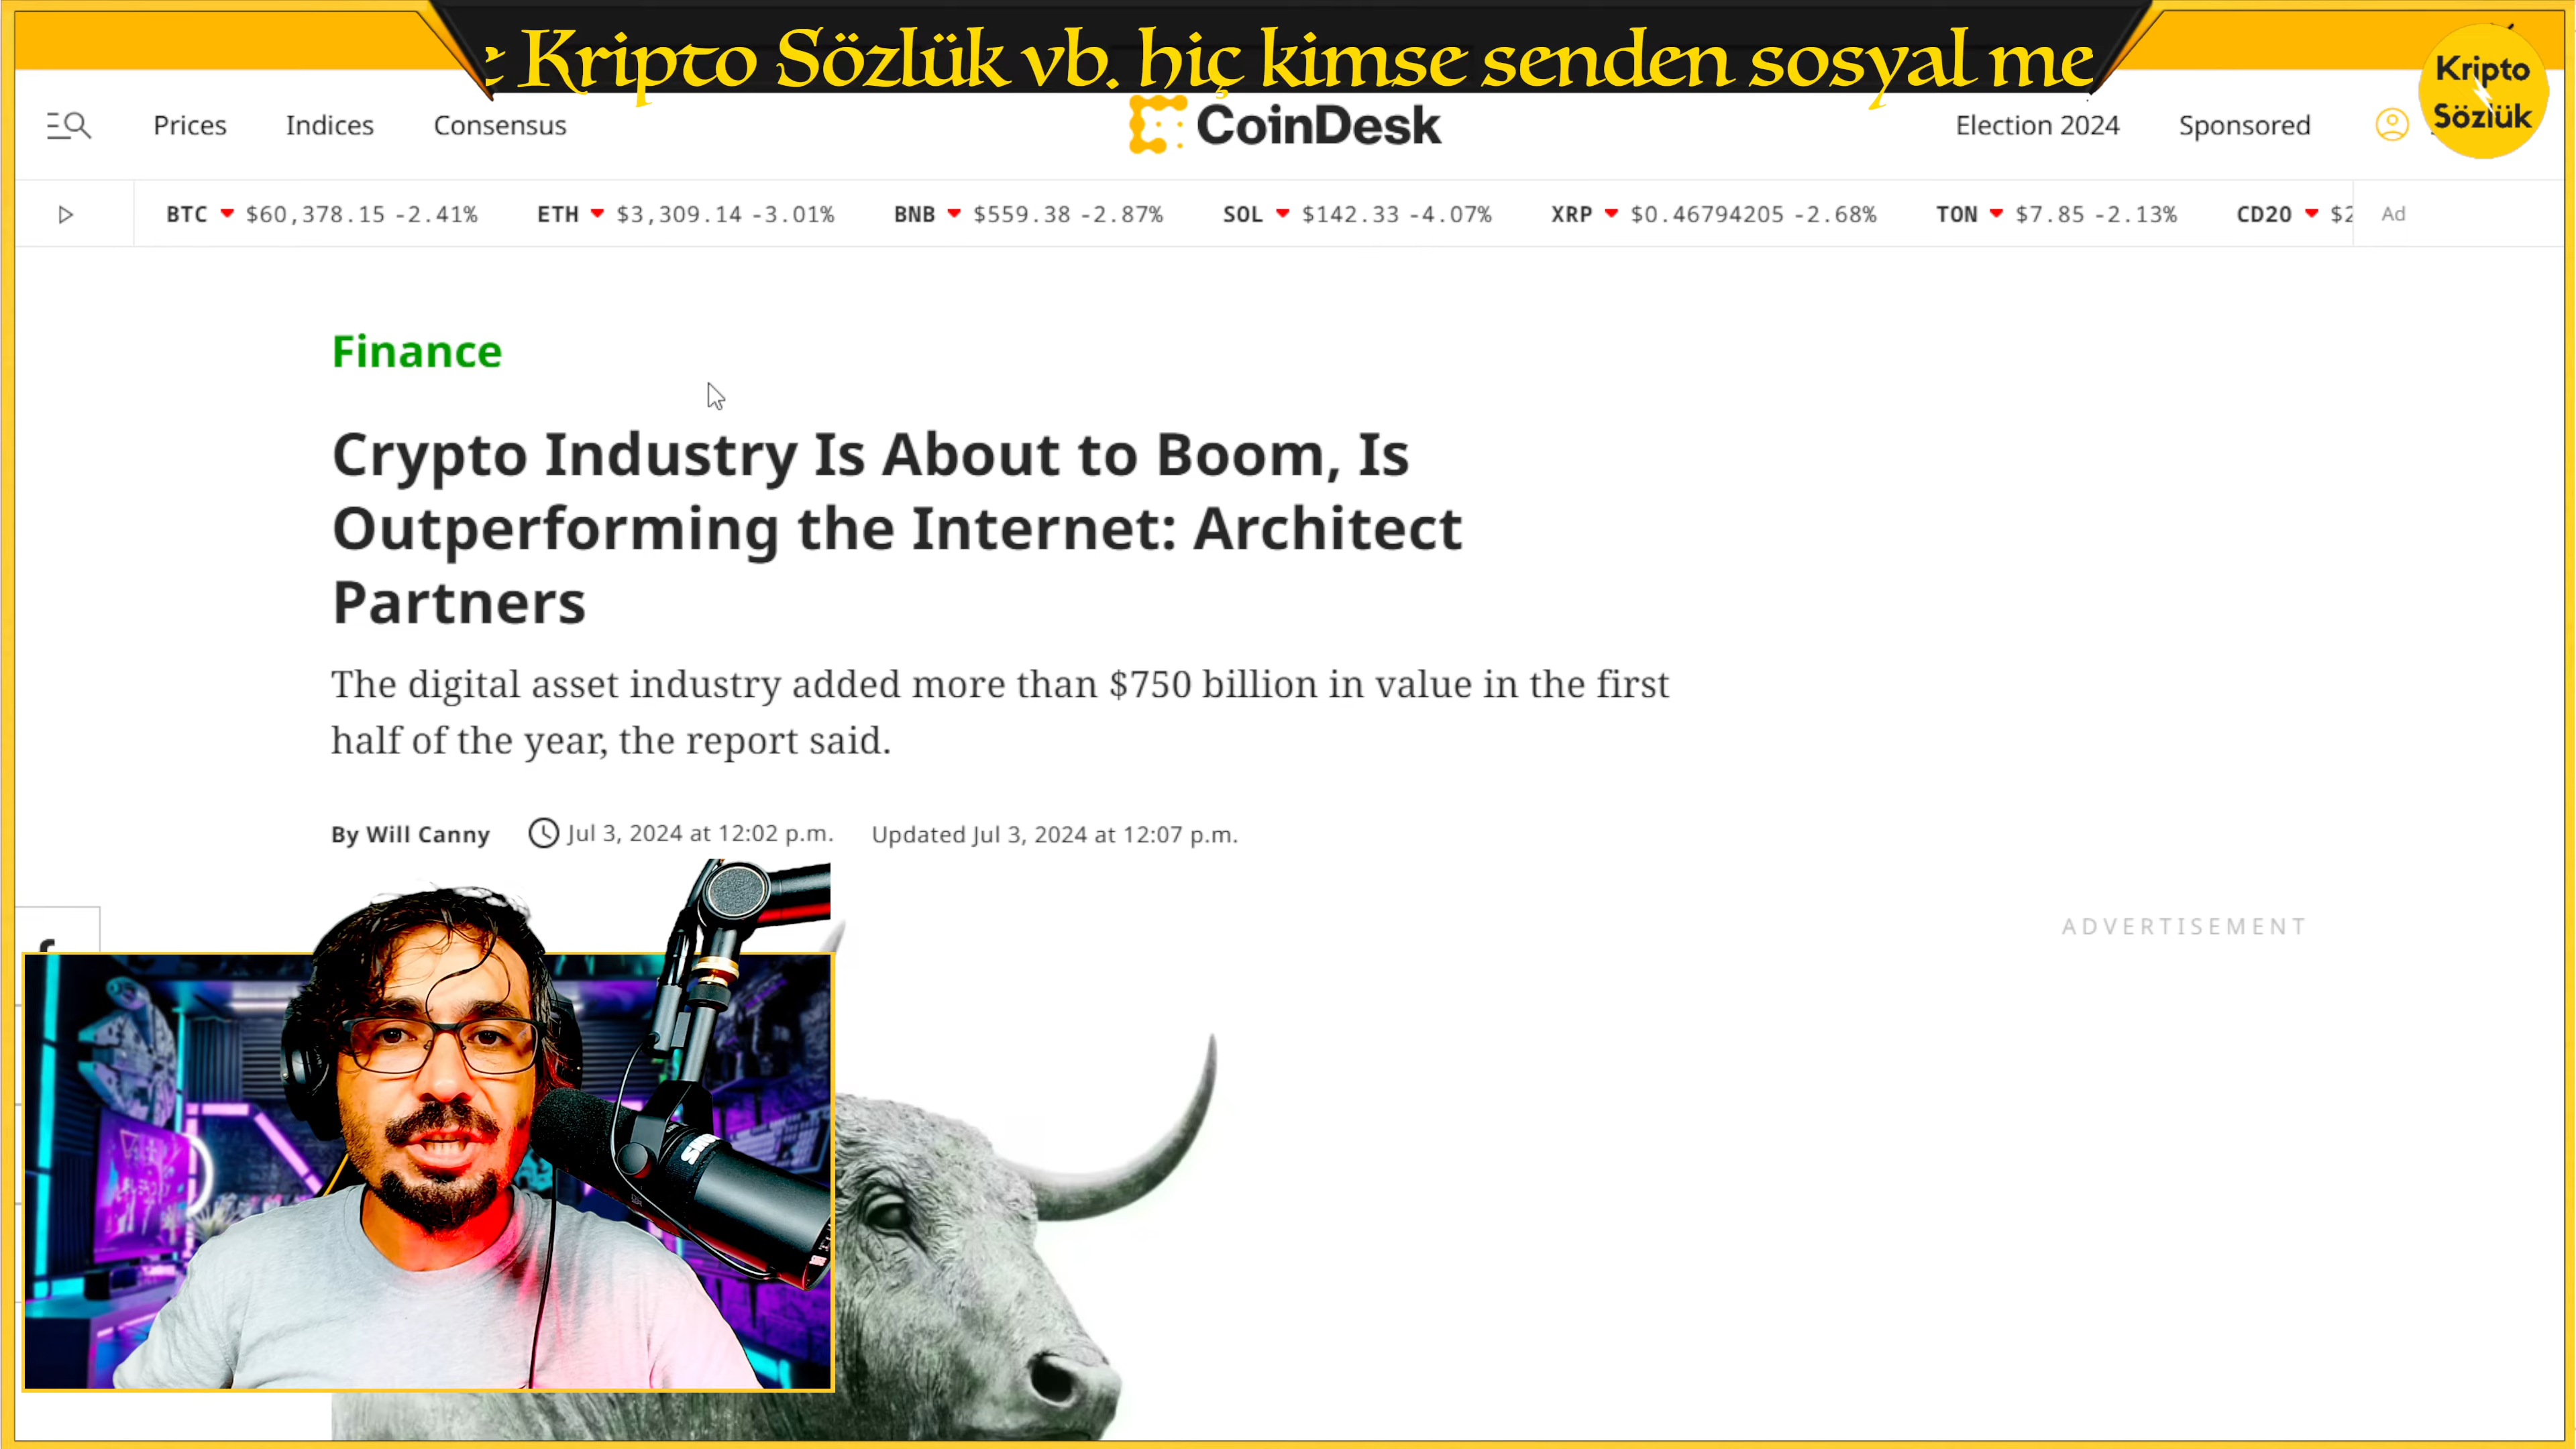 Kripto Sözlük vb. hiç kimse senden sosyal me
Kripto
Sözlük
Prices Indices Consensus CoinDesk Election 2024 Sponsored
BTC $60,378.15 -2.41% ETH $3,309.14 -3.01% BNB $559.38 -2.87% SOL $142.33 -4.07% XRP $0.46794205 -2.68% TON $7.85 -2.13% CD20 $2 Ad
Finance
Crypto Industry Is About to Boom, Is
Outperforming the Internet: Architect
Partners
The digital asset industry added more than $750 billion in value in the first
half of the year, the report said.
By Will Canny Jul 3, 2024 at 12:02 p.m. Updated Jul 3, 2024 at 12:07 p.m.
ADVERTISEMENT